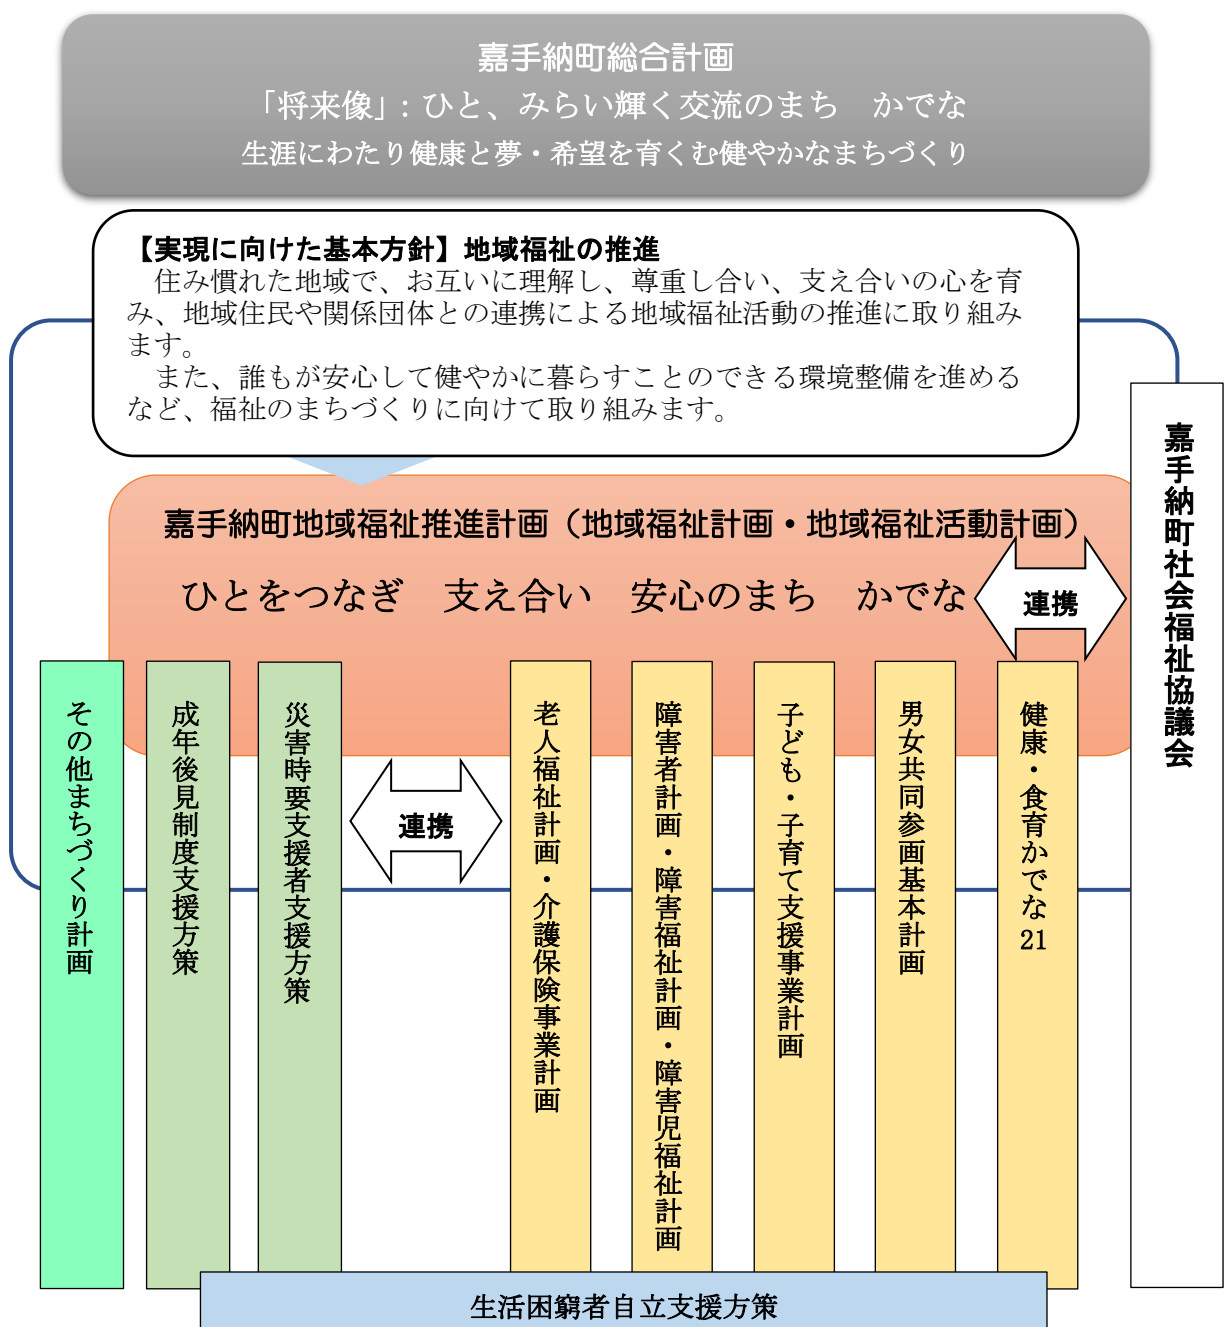 嘉手納町総合計画
「将来像」：ひと、みらい輝く交流のまち　かでな
生涯にわたり健康と夢・希望を育くむ健やかなまちづくり
【実現に向けた基本方針】地域福祉の推進
　住み慣れた地域で、お互いに理解し、尊重し合い、支え合いの心を育
み、地域住民や関係団体との連携による地域福祉活動の推進に取り組み
ます。
　また、誰もが安心して健やかに暮らすことのできる環境整備を進める
など、福祉のまちづくりに向けて取り組みます。
嘉手納町地域福祉推進計画（地域福祉計画・地域福祉活動計画）
ひとをつなぎ　支え合い　安心のまち　かでな
連携
嘉手納町社会福祉協議会
その他まちづくり計画
成年後見制度支援方策
災害時要支援者支援方策
連携
老人福祉計画・介護保険事業計画
障害者計画・障害福祉計画・障害児福祉計画
子ども・子育て支援事業計画
男女共同参画基本計画
健康・食育かでな21
生活困窮者自立支援方策